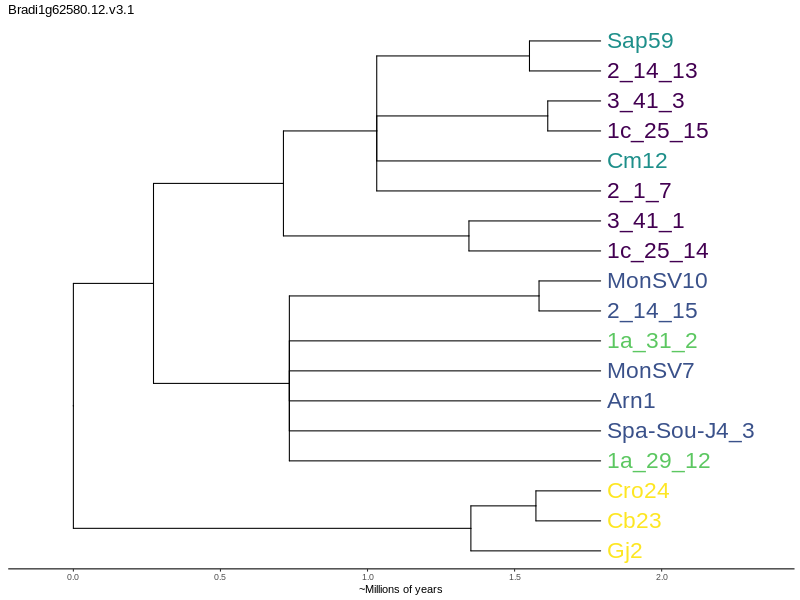 Bradi1g62580.12.v3.1
Sap59
2_14_13
3_41_3
1c_25_15
Cm12
2_1_7
3_41_1
1c_25_14
MonSV10
2_14_15
1a_31_2
MonSV7
Arn1
Spa-Sou-J4_3
1a_29_12
Cro24
Cb23
Gj2
0.0 0.5 1.0 1.5 2.0
~Millions of years